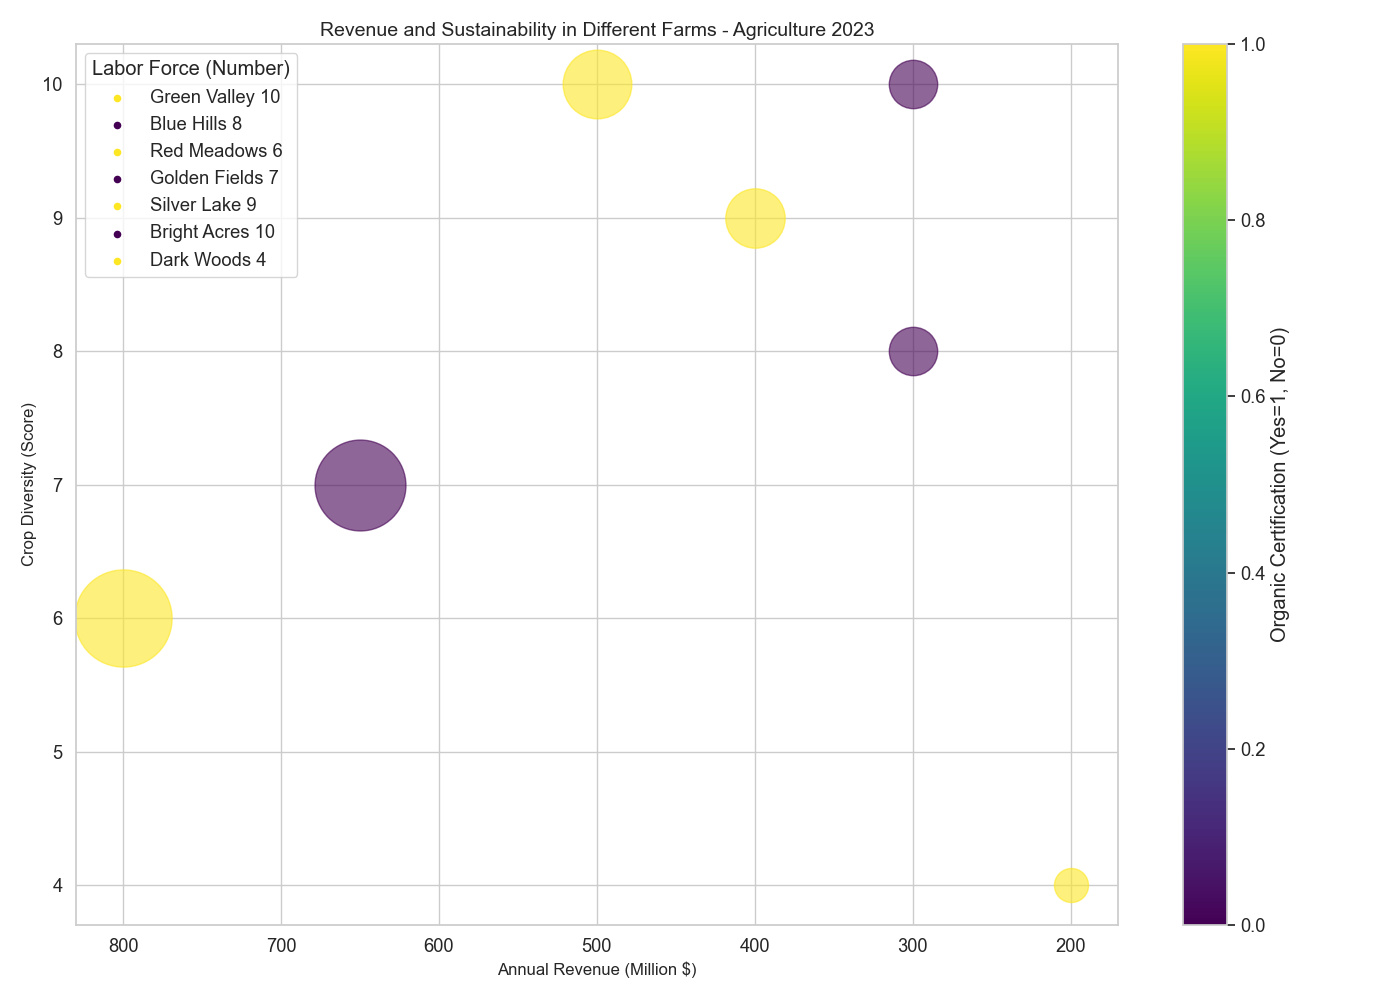 Revenue and Sustainability in Different Farms - Agriculture 2023
Labor Force (Number)
Green Valley 10
Blue Hills 8
Red Meadows 6
Golden Fields 7
Silver Lake 9
Bright Acres 10
Dark Woods 4
Crop Diversity (Score)
10
9
8
7
6
5
4
800 700 600 500 400 300 200
Annual Revenue (Million $)
1.0
0.8
0.6
0.4
0.2
0.0
Organic Certification (Yes=1, No=0)